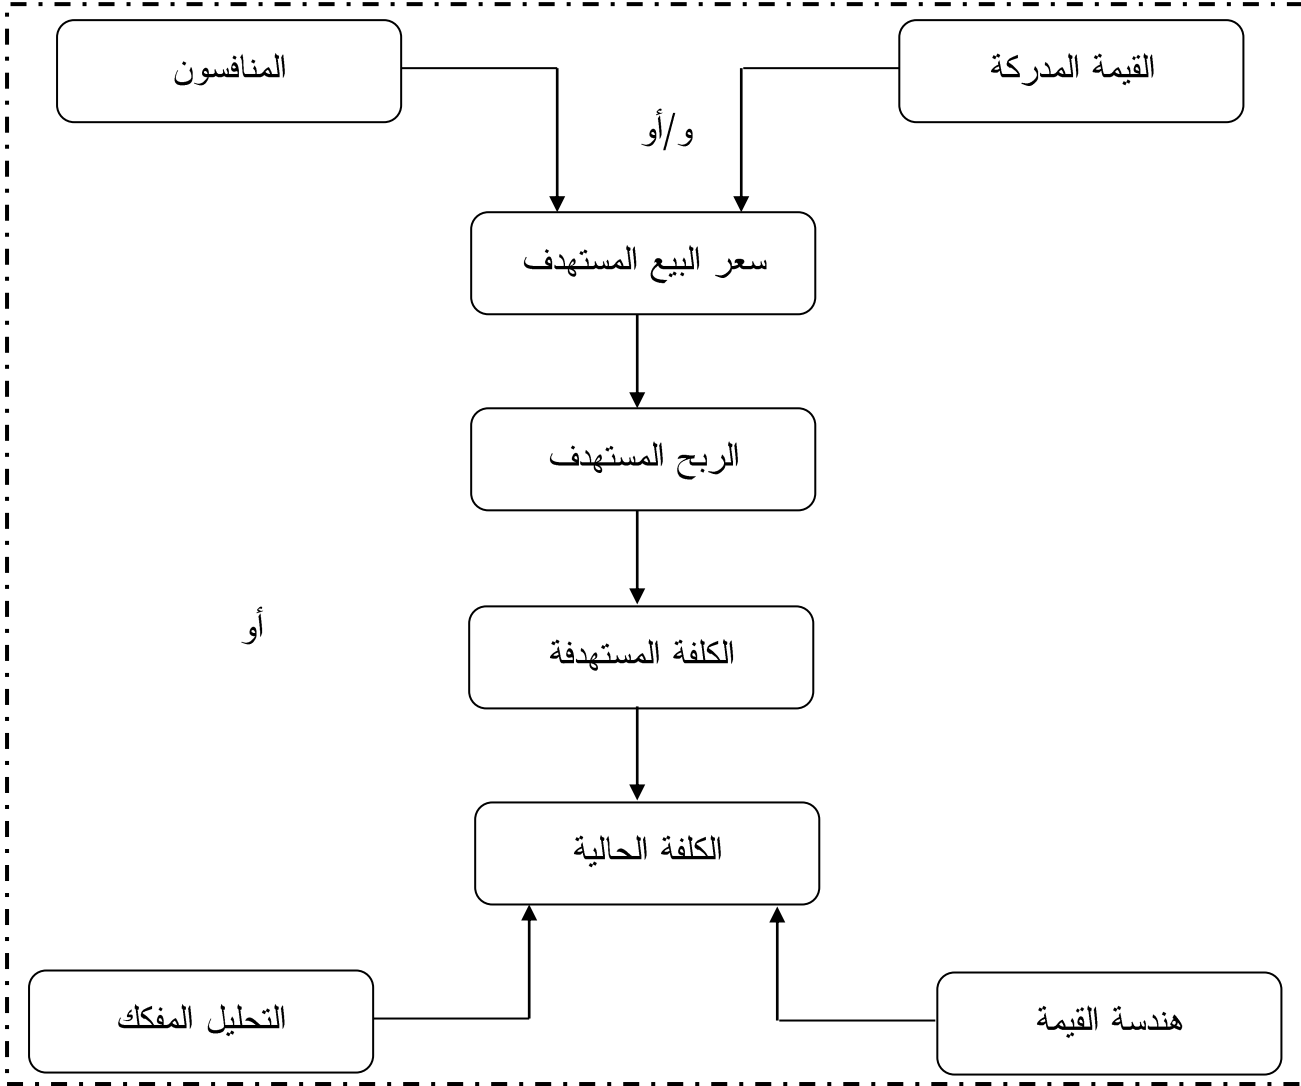 القيمة المدركة
المنافسون
و/أو
سعر البيع المستهدف
الربح المستهدف
الكلفة المستهدفة
أو
الكلفة الحالية
هندسة القيمة
التحليل المفكك